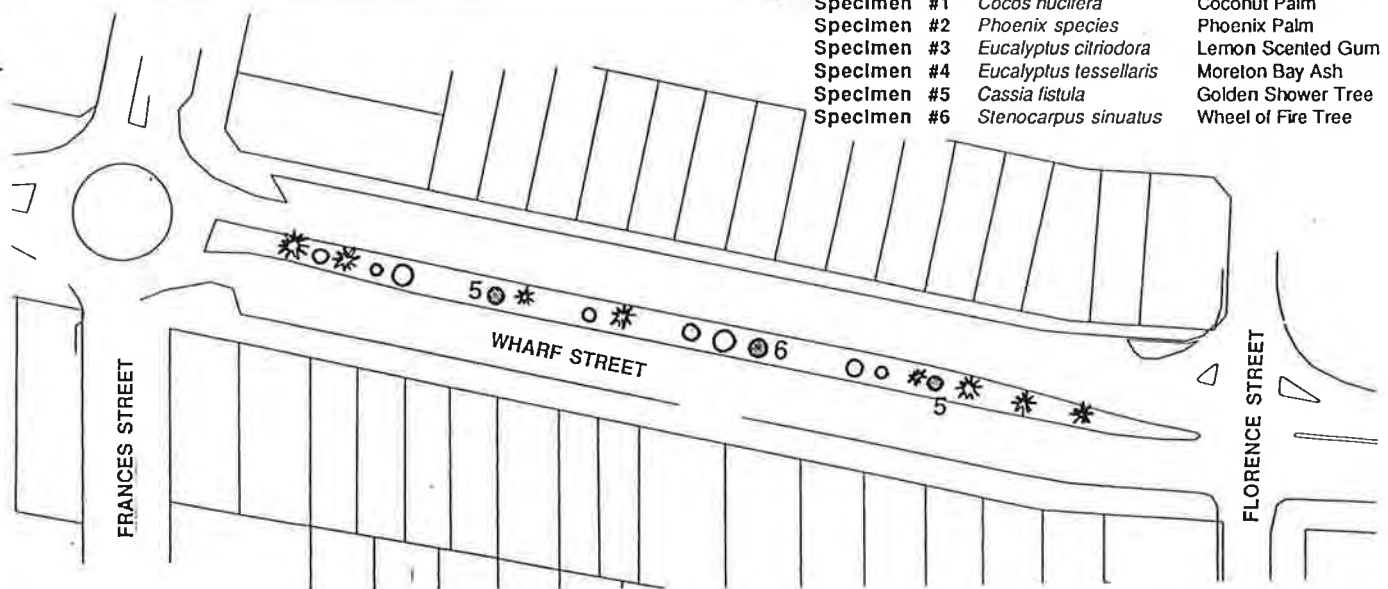 Specimen #1 Cocos nucifera Coconut Palm
Specimen #2 Phoenix species Phoenix Palm
Specimen #3 Eucalyptus citriodora Lemon Scented Gum
Specimen #4 Eucalyptus tessellaris Moreton Bay Ash
Specimen #5 Cassia fistula Golden Shower Tree
Specimen #6 Stenocarpus sinuatus Wheel of Fire Tree
5
6
5
WHARF STREET
FRANCES STREET
FLORENCE STREET